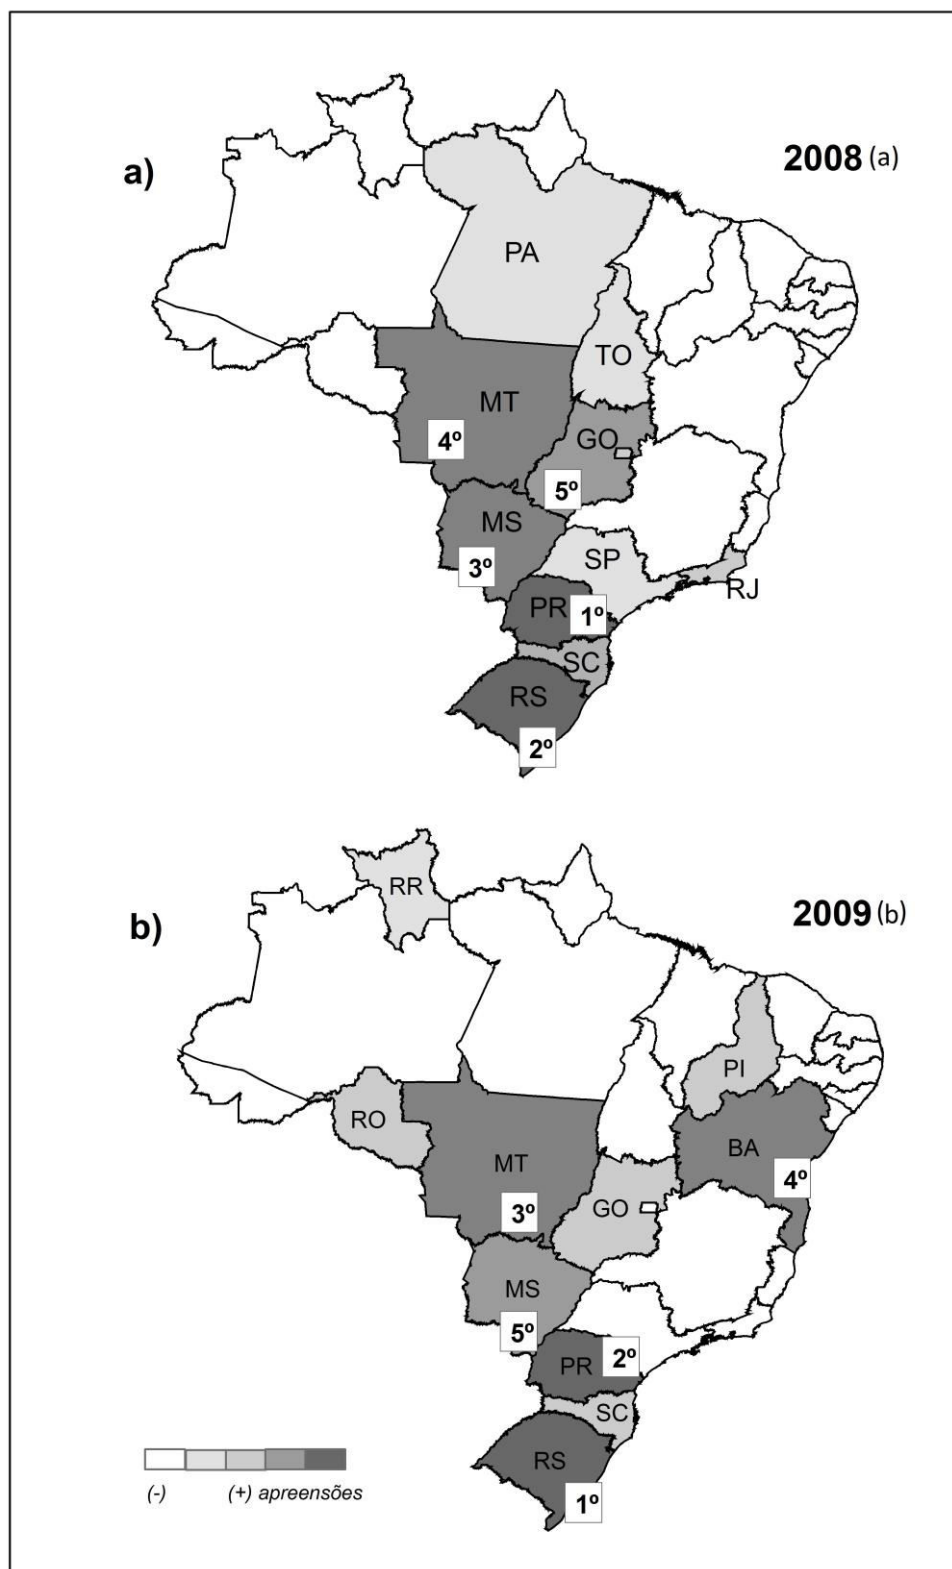 2008 (a)
a)
PA
TO
MT
GO
4º
5º
MS
SP
3º
RJ
PR
1º
SC
RS
2º
RR
2009 (b)
b)
PI
RO
BA
MT
4º
GO
3º
MS
5º
2º
PR
SC
RS
1º
(-) (+) apreensões